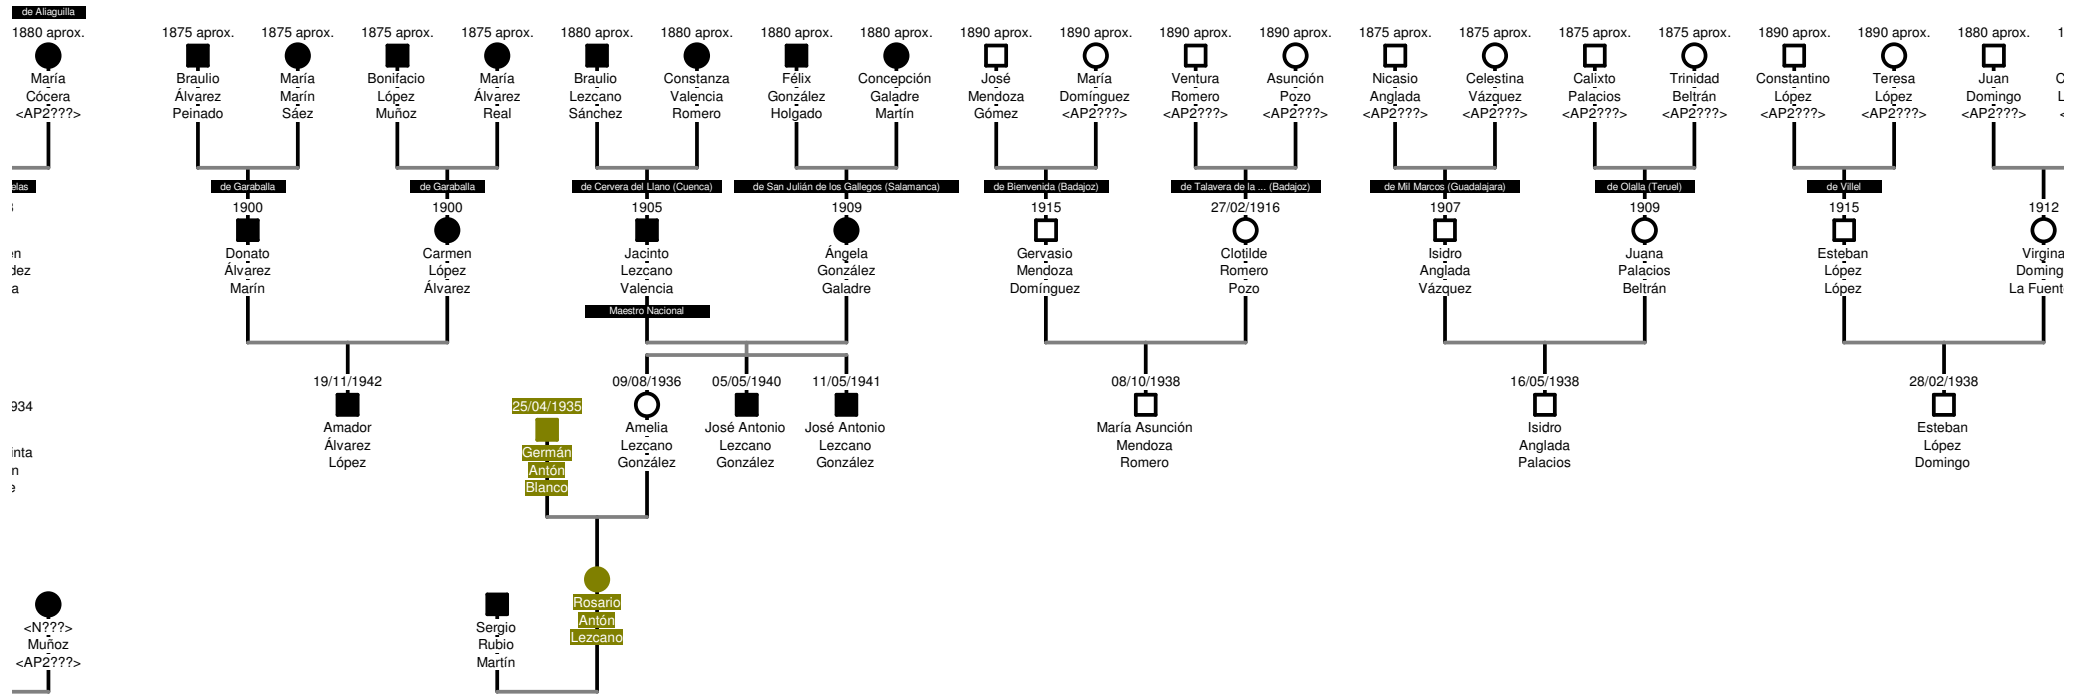 de Aliaguilla
1880 aprox.
María
Cócera
<AP2???>
1875 aprox.
Braulio
Álvarez
Peinado
1875 aprox.
María
Marín
Sáez
1875 aprox.
Bonifacio
López
Muñoz
1875 aprox.
María
Álvarez
Real
1880 aprox.
Braulio
Lezcano
Sánchez
1880 aprox.
Constanza
Valencia
Romero
1880 aprox.
Félix
González
Holgado
1880 aprox.
Concepción
Galadre
Martín
1890 aprox.
José
Mendoza
Gómez
1890 aprox.
María
Domínguez
<AP2???>
1890 aprox.
Ventura
Romero
<AP2???>
1890 aprox.
Asunción
Pozo
<AP2???>
1875 aprox.
Nicasio
Anglada
<AP2???>
1875 aprox.
Celestina
Vázquez
<AP2???>
1875 aprox.
Calixto
Palacios
<AP2???>
1875 aprox.
Trinidad
Beltrán
<AP2???>
1890 aprox.
Constantino
López
<AP2???>
1890 aprox.
Teresa
López
<AP2???>
1880 aprox.
Juan
Domingo
<AP2???>
de Garaballa
1900
Donato
Álvarez
Marín
de Garaballa
1900
Carmen
López
Álvarez
de Cervera del Llano (Cuenca)
1905
Jacinto
Lezcano
Valencia
Maestro Nacional
de San Julián de los Gallegos (Salamanca)
1909
Ángela
González
Galadre
de Bienvenida (Badajoz)
1915
Gervasio
Mendoza
Domínguez
de Talavera de la ... (Badajoz)
27/02/1916
Clotilde
Romero
Pozo
de Mil Marcos (Guadalajara)
1907
Isidro
Anglada
Vázquez
de Olalla (Teruel)
1909
Juana
Palacios
Beltrán
de Villel
1915
Esteban
López
López
1912
Virgina
Doming
La Fuent
19/11/1942
Amador
Álvarez
López
25/04/1935
Germán
Antón
Blanco
09/08/1936
Amelia
Lezcano
González
05/05/1940
José Antonio
Lezcano
González
11/05/1941
José Antonio
Lezcano
González
08/10/1938
María Asunción
Mendoza
Romero
16/05/1938
Isidro
Anglada
Palacios
28/02/1938
Esteban
López
Domingo
<N???>
Muñoz
<AP2???>
Sergio
Rubio
Martín
Rosario
Antón
Lezcano